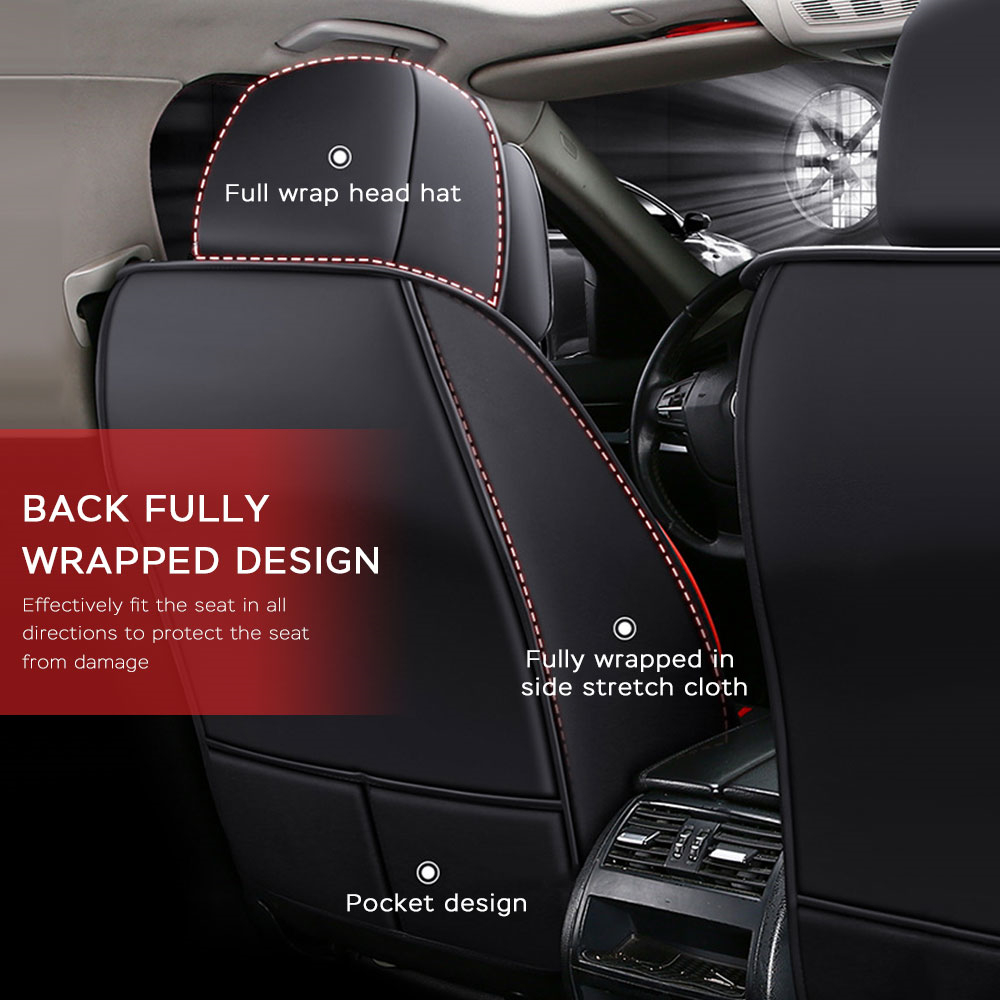 Full wrap head hat
BACK FULLY
WRAPPED DESIGN
Effectively fit the seat in all
directions to protect the seat
from damage
Fully wrapped in
side stretch cloth
Pocket design